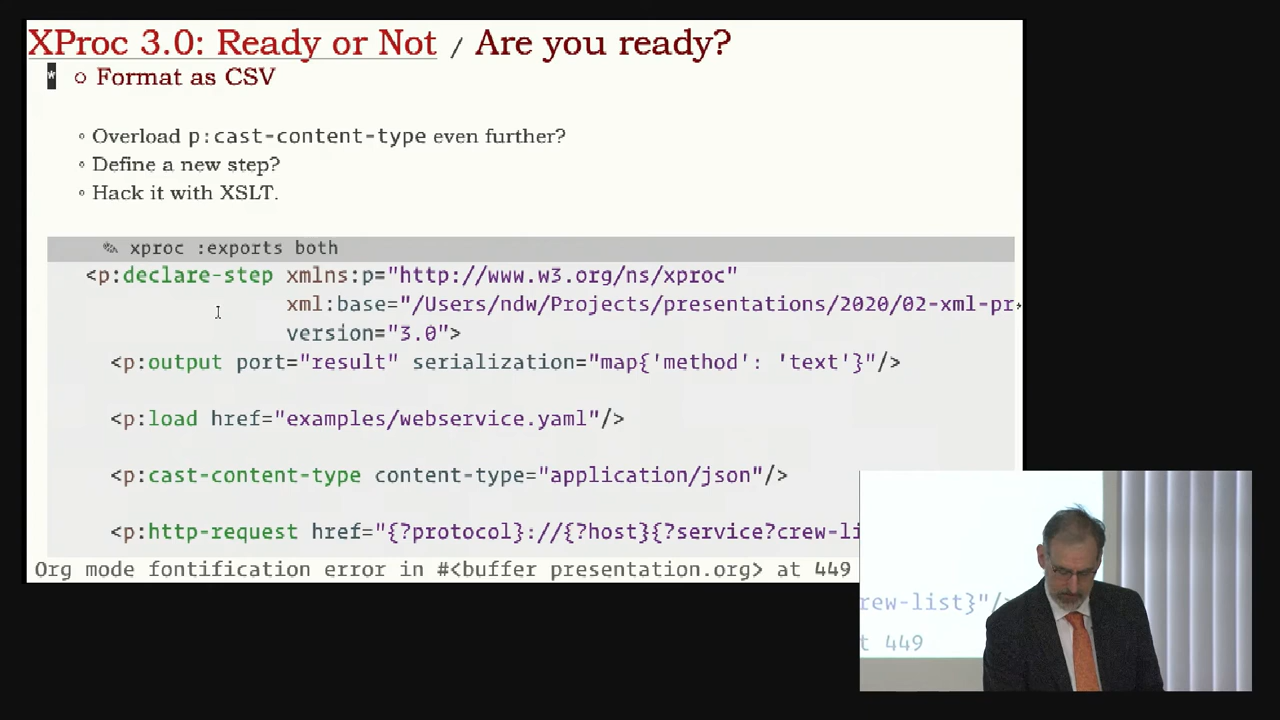 XProc 3.0: Ready or Not / Are you ready?
* ○ Format as CSV
◦ Overload p:cast-content-type even further?
◦ Define a new step?
◦ Hack it with XSLT.
✎ xproc :exports both
<p:declare-step xmlns:p="http://www.w3.org/ns/xproc"
xml:base="/Users/ndw/Projects/presentations/2020/02-xml-pr
version="3.0">
<p:output port="result" serialization="map{'method': 'text'}"/>
<p:load href="examples/webservice.yaml"/>
<p:cast-content-type content-type="application/json"/>
<p:http-request href="{?protocol}://{?host}{?service?crew-li
Org mode fontification error in #<buffer presentation.org> at 449
rew-list}"/>
t 449